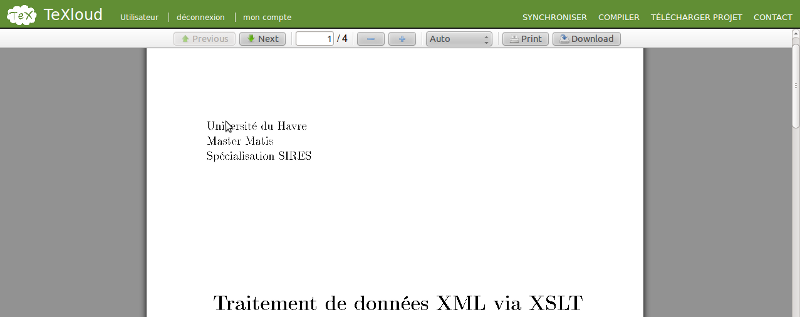 TeX TeXloud Utilisateur déconnexion mon compte SYNCHRONISER COMPILER TÉLÉCHARGER PROJET CONTACT
Previous Next 1 / 4 Auto Print Download
Université du Havre
Master Matis
Spécialisation SIRES
Traitement de données XML via XSLT